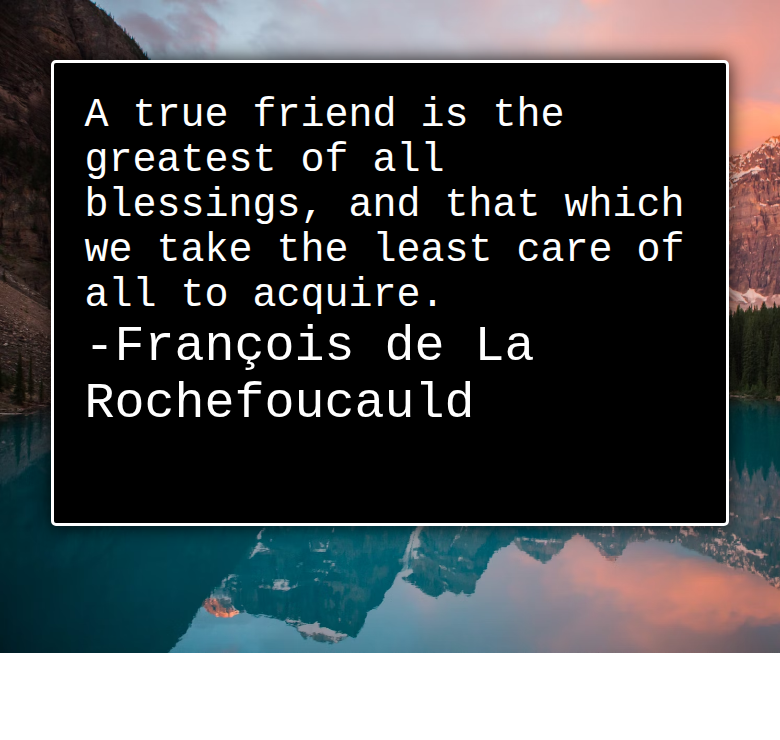 A true friend is the
greatest of all
blessings, and that which
we take the least care of
all to acquire.
-François de La
Rochefoucauld